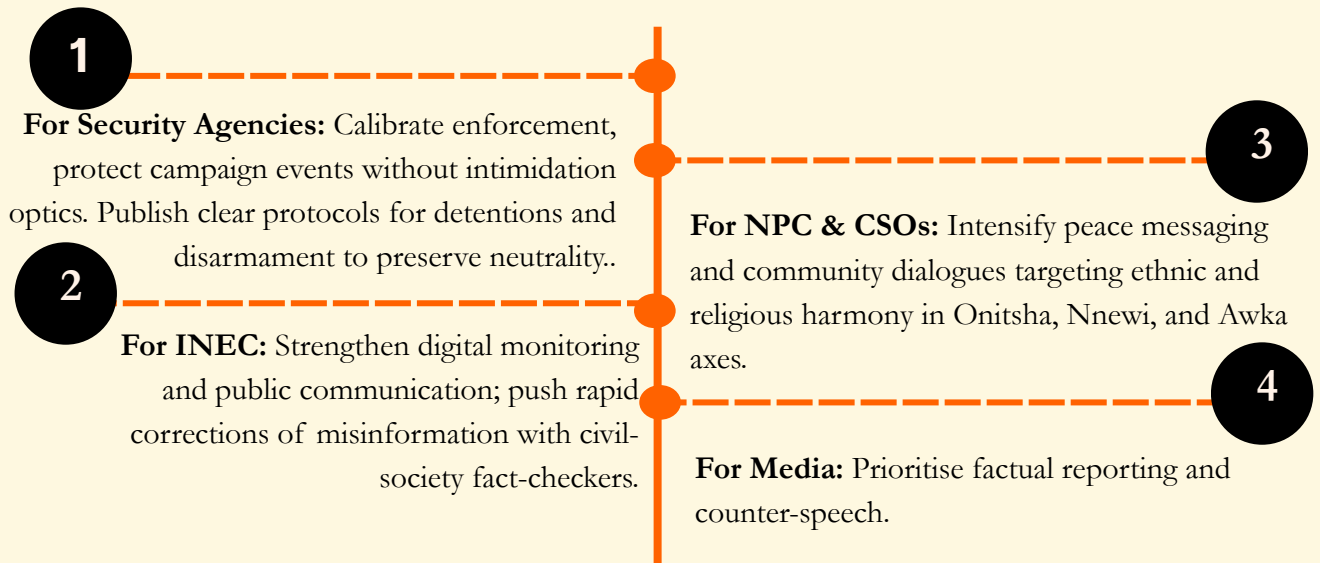 1
For Security Agencies: Calibrate enforcement,
protect campaign events without intimidation
optics. Publish clear protocols for detentions and
disarmament to preserve neutrality..
2
For INEC: Strengthen digital monitoring
and public communication; push rapid
corrections of misinformation with civil-
society fact-checkers.
3
For NPC & CSOs: Intensify peace messaging
and community dialogues targeting ethnic and
religious harmony in Onitsha, Nnewi, and Awka
axes.
4
For Media: Prioritise factual reporting and
counter-speech.